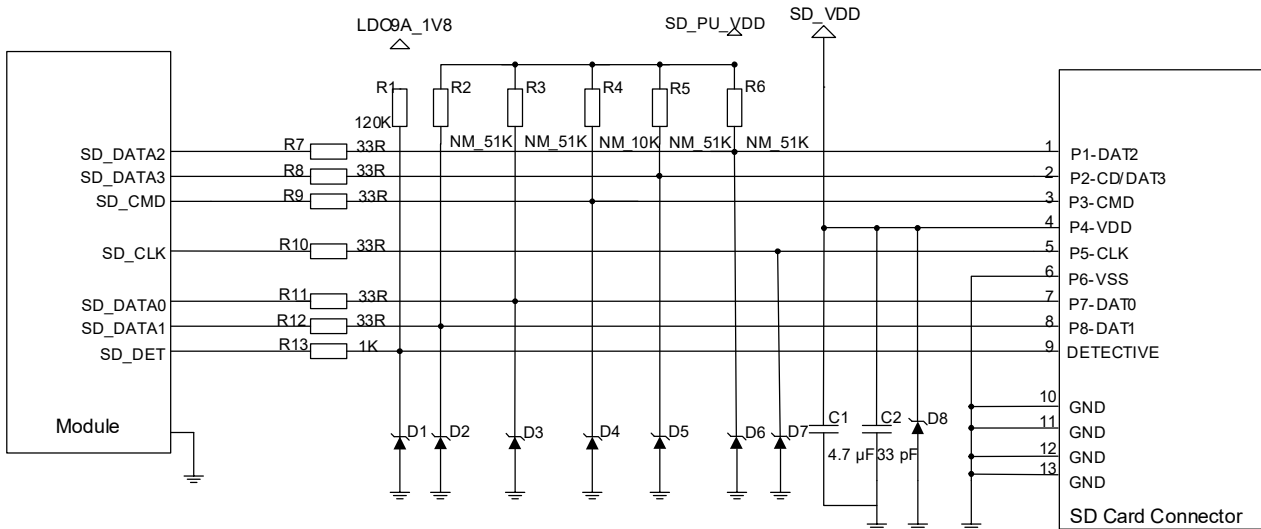 LDO9A_1V8 SD_PU_VDD SD_VDD
R1 R2 R3 R4 R5 R6
120K
NM_51K NM_51K NM_10K NM_51K NM_51K
SD_DATA2 R7 33R 1 P1-DAT2
SD_DATA3 R8 33R 2 P2-CD/DAT3
SD_CMD R9 33R 3 P3-CMD
4 P4-VDD
SD_CLK R10 33R 5 P5-CLK
6 P6-VSS
SD_DATA0 R11 33R 7 P7-DAT0
SD_DATA1 R12 33R 8 P8-DAT1
SD_DET R13 1K 9 DETECTIVE
10 GND
11 GND
12 GND
13 GND
Module D1 D2 D3 D4 D5 D6 D7 C1 C2 D8
4.7 μF 33 pF
SD Card Connector